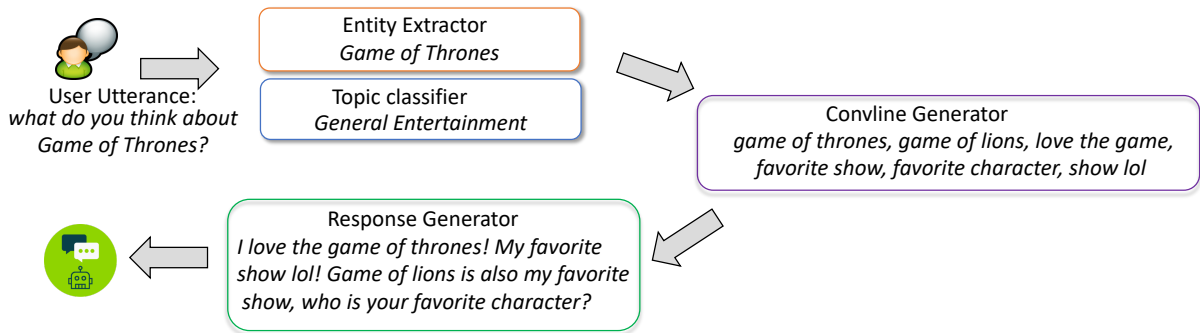 User Utterance:
what do you think about
Game of Thrones?
Entity Extractor
Game of Thrones
Topic classifier
General Entertainment
Convline Generator
game of thrones, game of lions, love the game,
favorite show, favorite character, show lol
Response Generator
I love the game of thrones! My favorite
show lol! Game of lions is also my favorite
show, who is your favorite character?